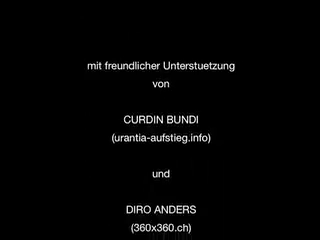 mit freundlicher Unterstuetzung
von
CURDIN BUNDI
(urantia-aufstieg.info)
und
DIRO ANDERS
(360x360.ch)